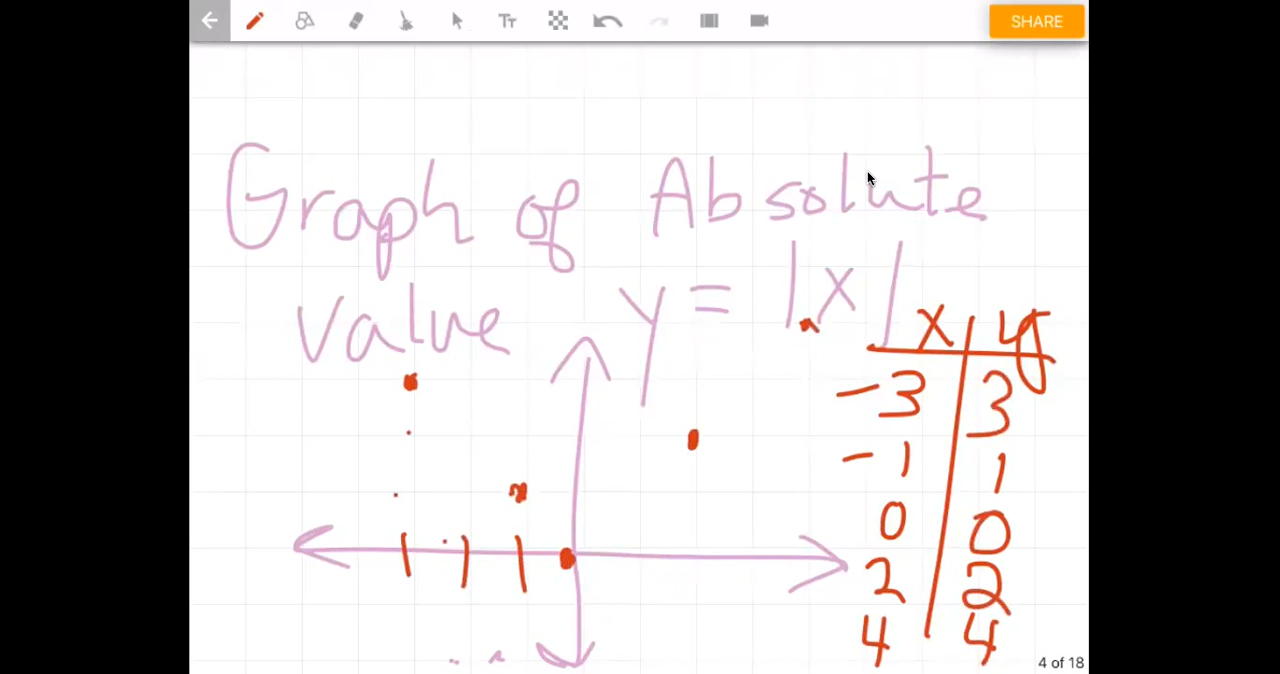 SHARE
Graph of Absolute
Value y = |x|
x y
-3 3
-1 1
0 0
2 2
4 4
4 of 18